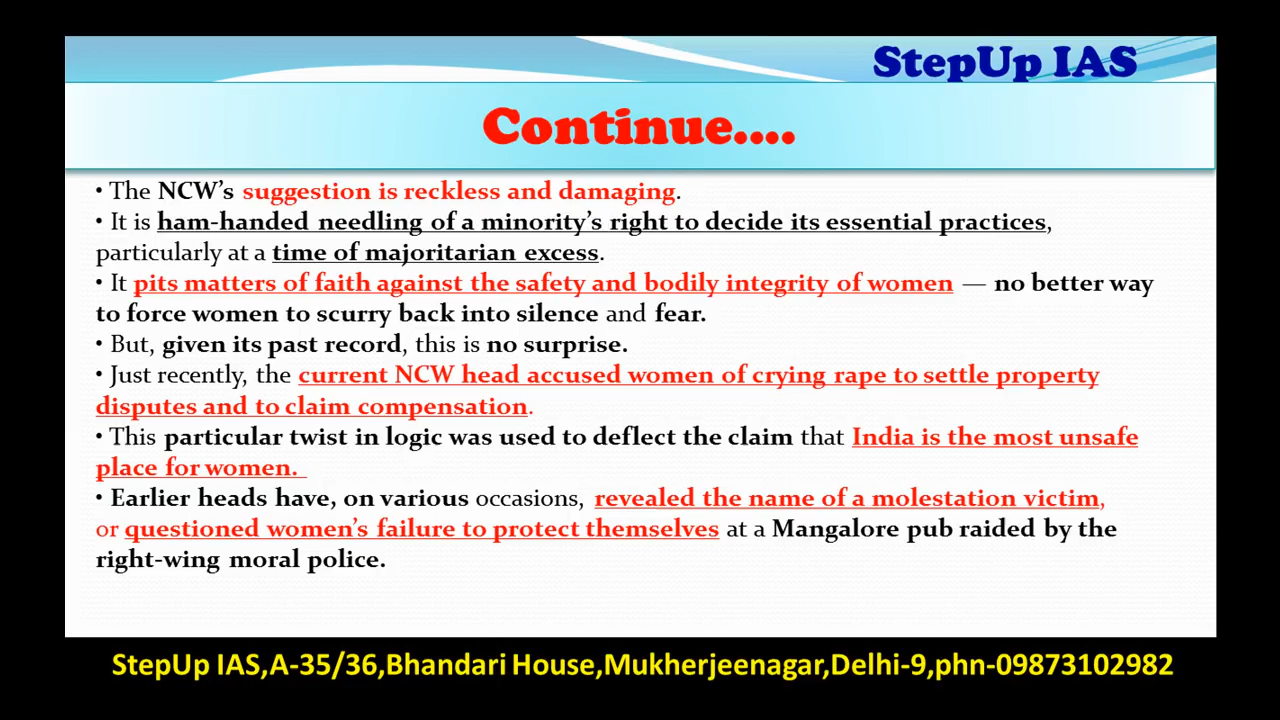 StepUp IAS
Continue....
• The NCW’s suggestion is reckless and damaging.
• It is ham-handed needling of a minority’s right to decide its essential practices,
particularly at a time of majoritarian excess.
• It pits matters of faith against the safety and bodily integrity of women — no better way
to force women to scurry back into silence and fear.
• But, given its past record, this is no surprise.
• Just recently, the current NCW head accused women of crying rape to settle property
disputes and to claim compensation.
• This particular twist in logic was used to deflect the claim that India is the most unsafe
place for women.
• Earlier heads have, on various occasions, revealed the name of a molestation victim,
or questioned women’s failure to protect themselves at a Mangalore pub raided by the
right-wing moral police.
StepUp IAS,A-35/36,Bhandari House,Mukherjeenagar,Delhi-9,phn-09873102982